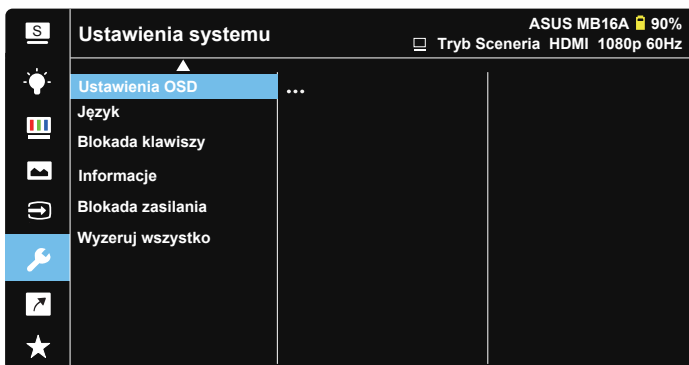 S
Ustawienia systemu
ASUS MB16A 90%
Tryb Sceneria HDMI 1080p 60Hz
Ustawienia OSD ...
Język
Blokada klawiszy
Informacje
Blokada zasilania
Wyzeruj wszystko